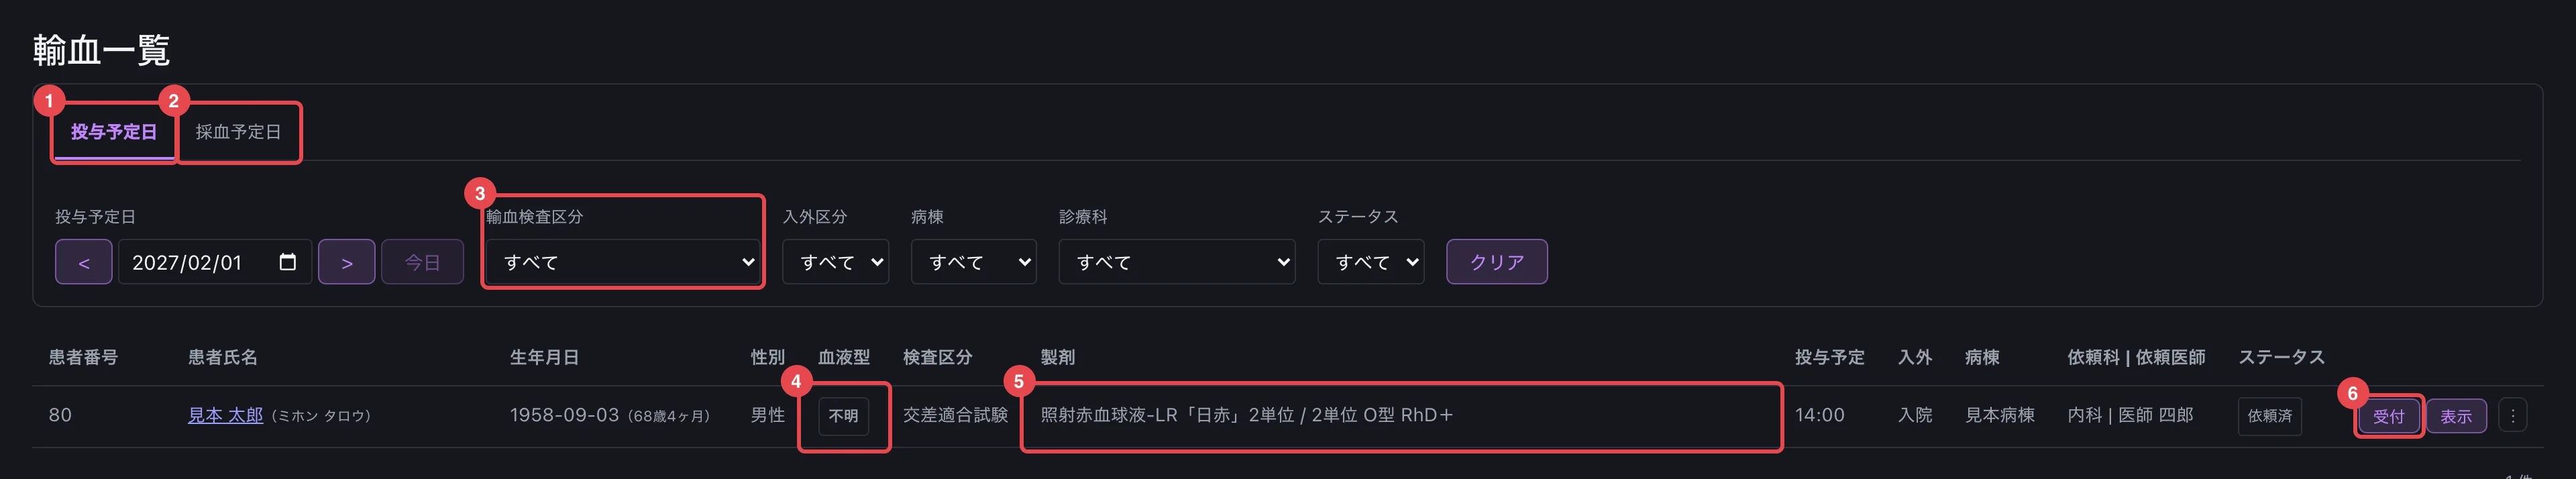 輸血一覧
1 2
投与予定日 採血予定日
3
投与予定日 輸血検査区分 入外区分 病棟 診療科 ステータス
< 2027/02/01 > 今日 すべて すべて すべて すべて すべて クリア
患者番号 患者氏名 生年月日 性別 血液型 検査区分 製剤 投与予定 入外 病棟 依頼科 | 依頼医師 ステータス
4 5 6
80 見本 太郎（ミホン タロウ） 1958-09-03（68歳4ヶ月） 男性 不明 交差適合試験 照射赤血球液-LR「日赤」2単位 / 2単位 O型 RhD＋ 14:00 入院 見本病棟 内科 | 医師 四郎 依頼済 受付 表示 ⋮